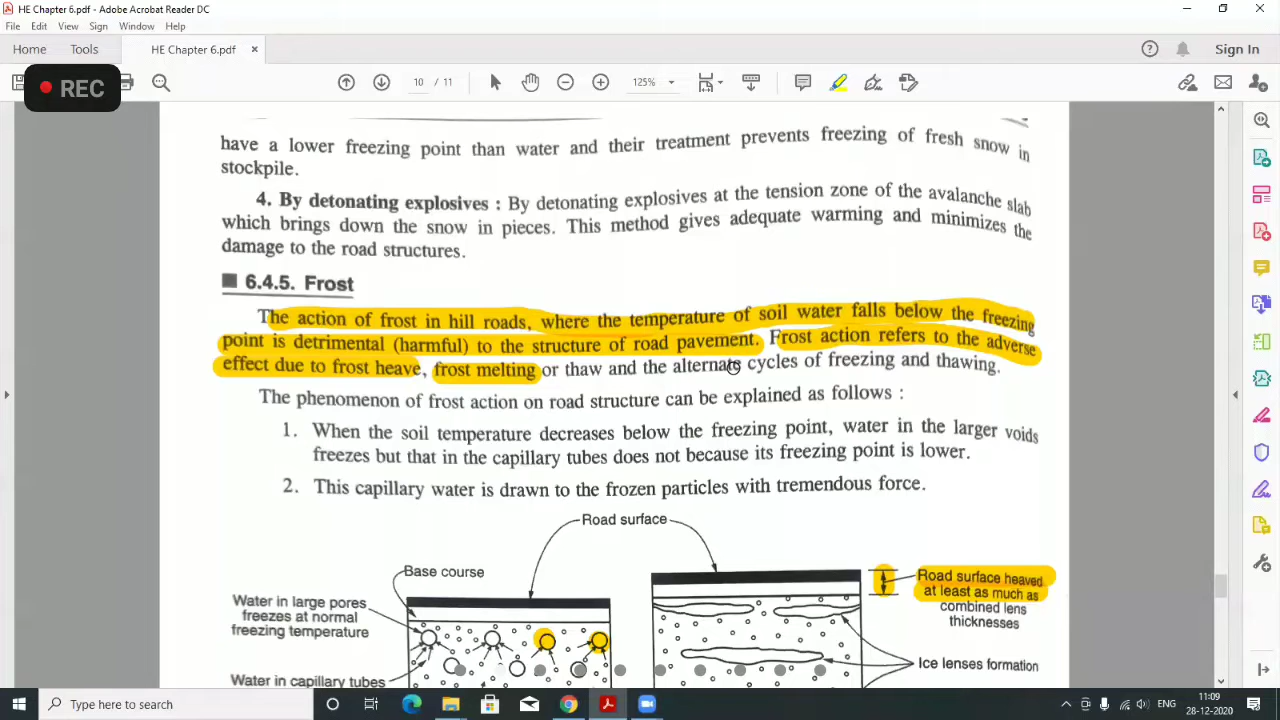 HE Chapter 6.pdf - Adobe Acrobat Reader DC
File Edit View Sign Window Help
Home Tools HE Chapter 6.pdf × Sign In
REC 10 / 11 125%
have a lower freezing point than water and their treatment prevents freezing of fresh snow in
stockpile.
4. By detonating explosives : By detonating explosives at the tension zone of the avalanche slab
which brings down the snow in pieces. This method gives adequate warming and minimizes the
damage to the road structures.
6.4.5. Frost
The action of frost in hill roads, where the temperature of soil water falls below the freezing
point is detrimental (harmful) to the structure of road pavement. Frost action refers to the adverse
effect due to frost heave, frost melting or thaw and the alternate cycles of freezing and thawing.
The phenomenon of frost action on road structure can be explained as follows :
1. When the soil temperature decreases below the freezing point, water in the larger voids
freezes but that in the capillary tubes does not because its freezing point is lower.
2. This capillary water is drawn to the frozen particles with tremendous force.
Road surface
Base course
Water in large pores
freezes at normal
freezing temperature
Water in capillary tubes
Road surface heaved
at least as much as
combined lens
thicknesses
Ice lenses formation
Type here to search
ENG
11:09
28-12-2020